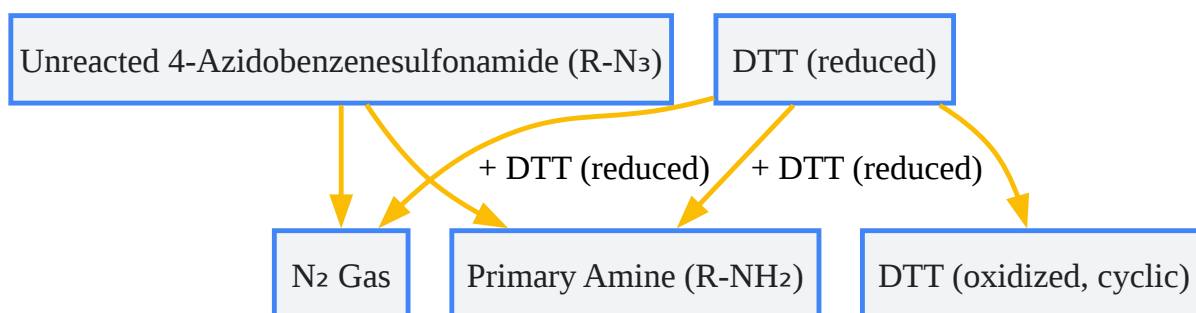 Unreacted 4-Azidobenzenesulfonamide (R-N₃)
DTT (reduced)
+ DTT (reduced)
+ DTT (reduced)
N₂ Gas
Primary Amine (R-NH₂)
DTT (oxidized, cyclic)